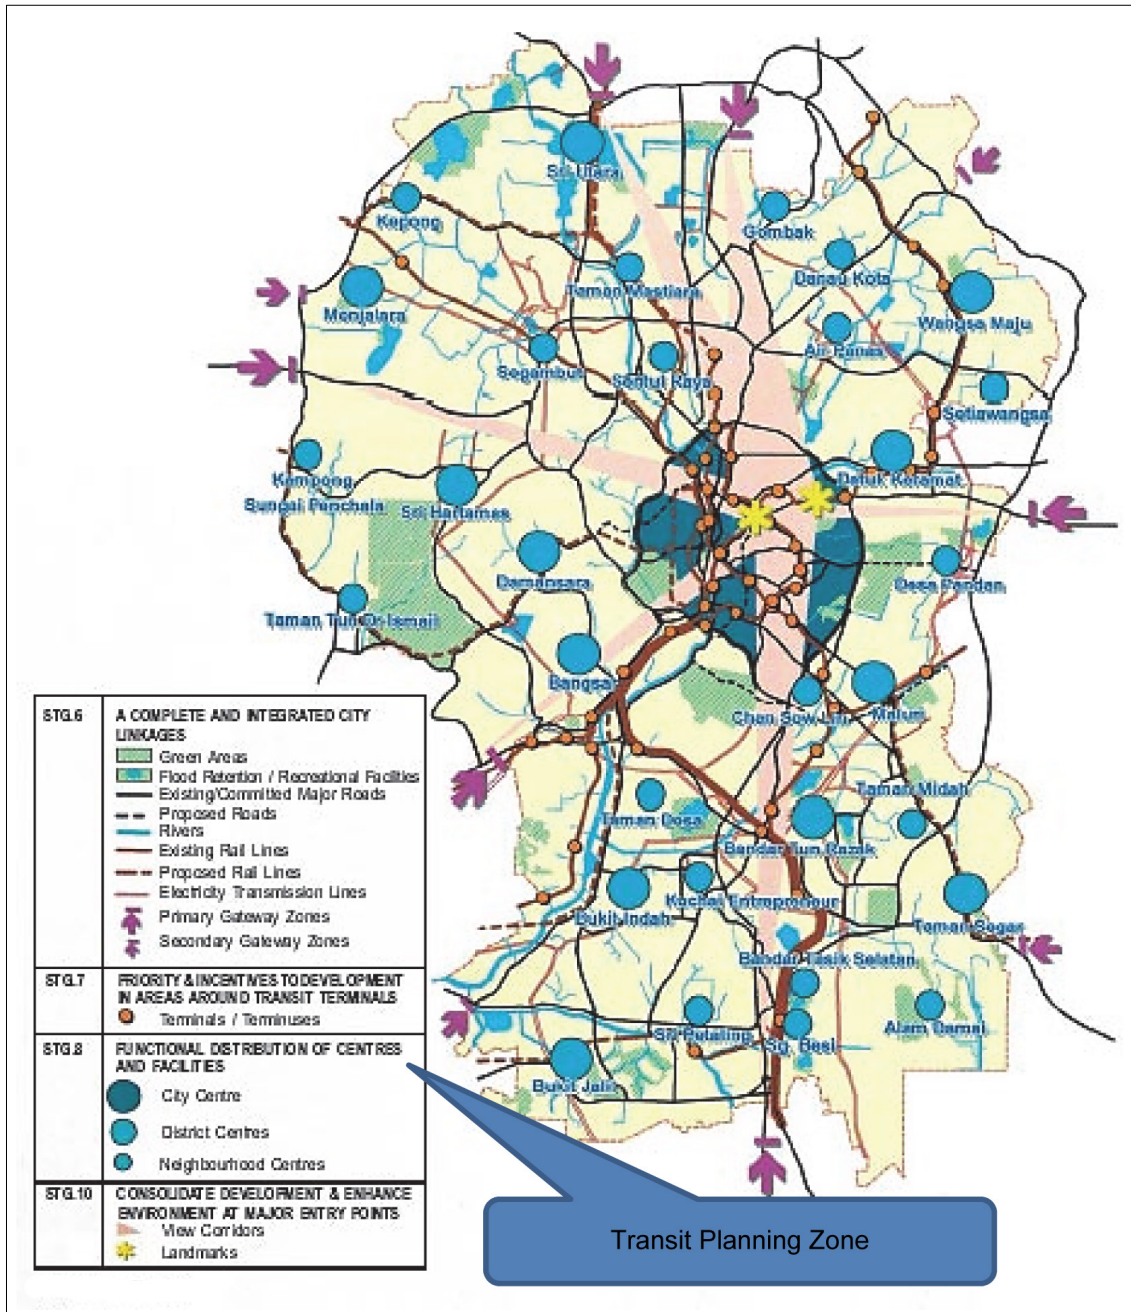 Sri Utara
Kepong
Gombak
Danau Kota
Taman Mastiara
Menjalara
Wangsa Maju
Air Panas
Segambut
Sentul Raya
Setiawangsa
Datuk Keramat
Kampong
Sungai Penchala
Sri Hartamas
Damansara
Desa Pandan
Taman Tun Dr Ismail
Bangsar
Chan Sow Lin
Maluri
Taman Midah
Taman Desa
Bandar Tun Razak
Kuchai Entrepreneur
Bukit Indah
Taman Segar
Bandar Tasik Selatan
Alam Damai
Sri Petaling
Sg. Besi
Bukit Jalil
STG.6 A COMPLETE AND INTEGRATED CITY
LINKAGES
Green Areas
Flood Retention / Recreational Facilities
Existing/Committed Major Roads
Proposed Roads
Rivers
Existing Rail Lines
Proposed Rail Lines
Electricity Transmission Lines
Primary Gateway Zones
Secondary Gateway Zones
STG.7 PRIORITY & INCENTIVES TO DEVELOPMENT
IN AREAS AROUND TRANSIT TERMINALS
Terminals / Terminuses
STG.8 FUNCTIONAL DISTRIBUTION OF CENTRES
AND FACILITIES
City Centre
District Centres
Neighbourhood Centres
STG.10 CONSOLIDATE DEVELOPMENT & ENHANCE
ENVIRONMENT AT MAJOR ENTRY POINTS
View Corridors
Landmarks
Transit Planning Zone